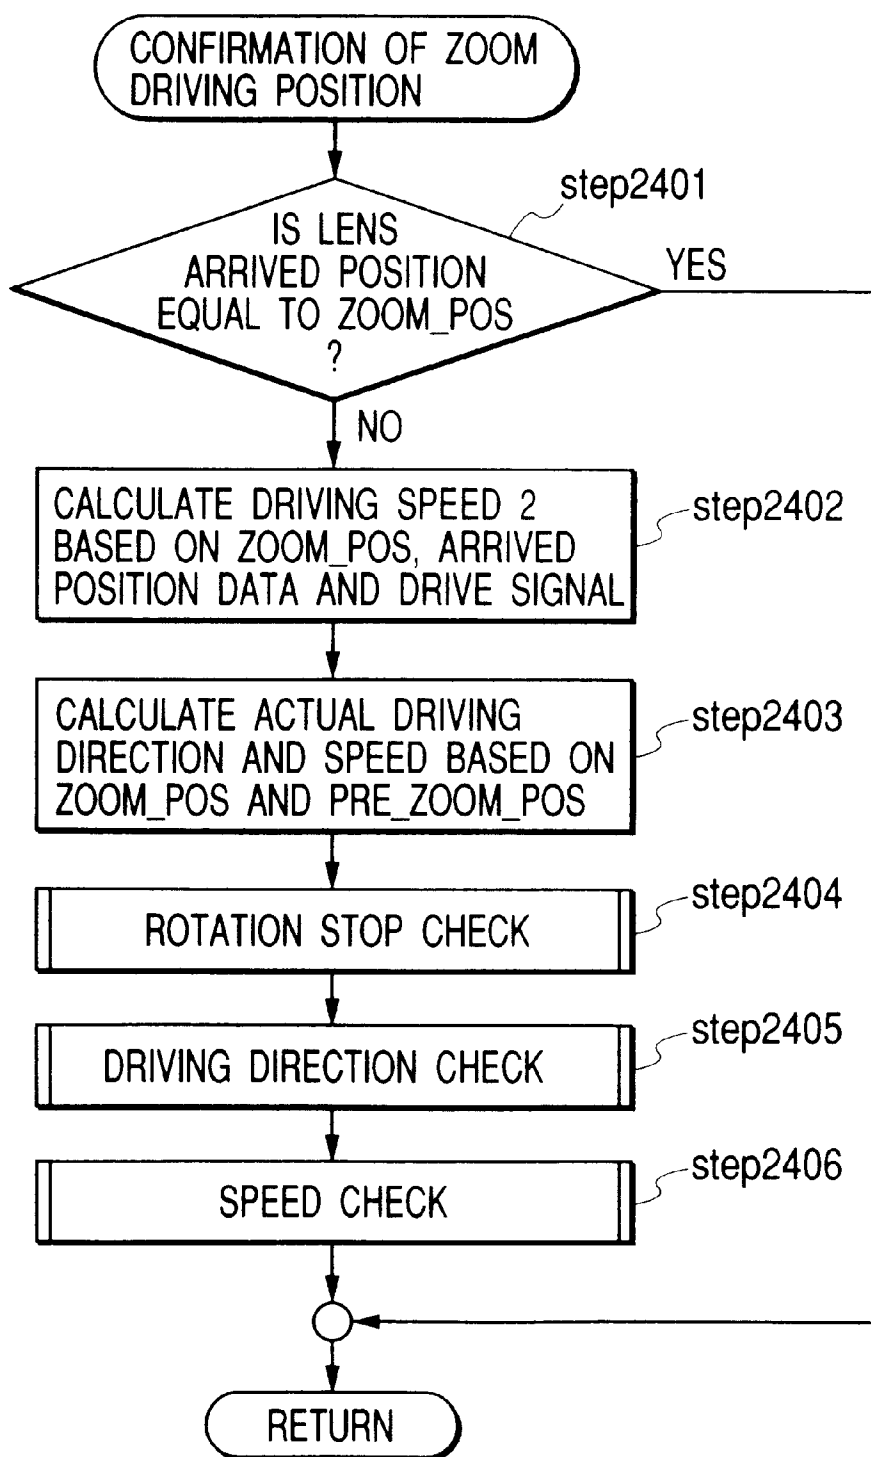 CONFIRMATION OF ZOOM
DRIVING POSITION
step2401
IS LENS
ARRIVED POSITION
EQUAL TO ZOOM_POS
?
YES
NO
CALCULATE DRIVING SPEED 2
BASED ON ZOOM_POS, ARRIVED
POSITION DATA AND DRIVE SIGNAL
step2402
CALCULATE ACTUAL DRIVING
DIRECTION AND SPEED BASED ON
ZOOM_POS AND PRE_ZOOM_POS
step2403
ROTATION STOP CHECK
step2404
DRIVING DIRECTION CHECK
step2405
SPEED CHECK
step2406
RETURN